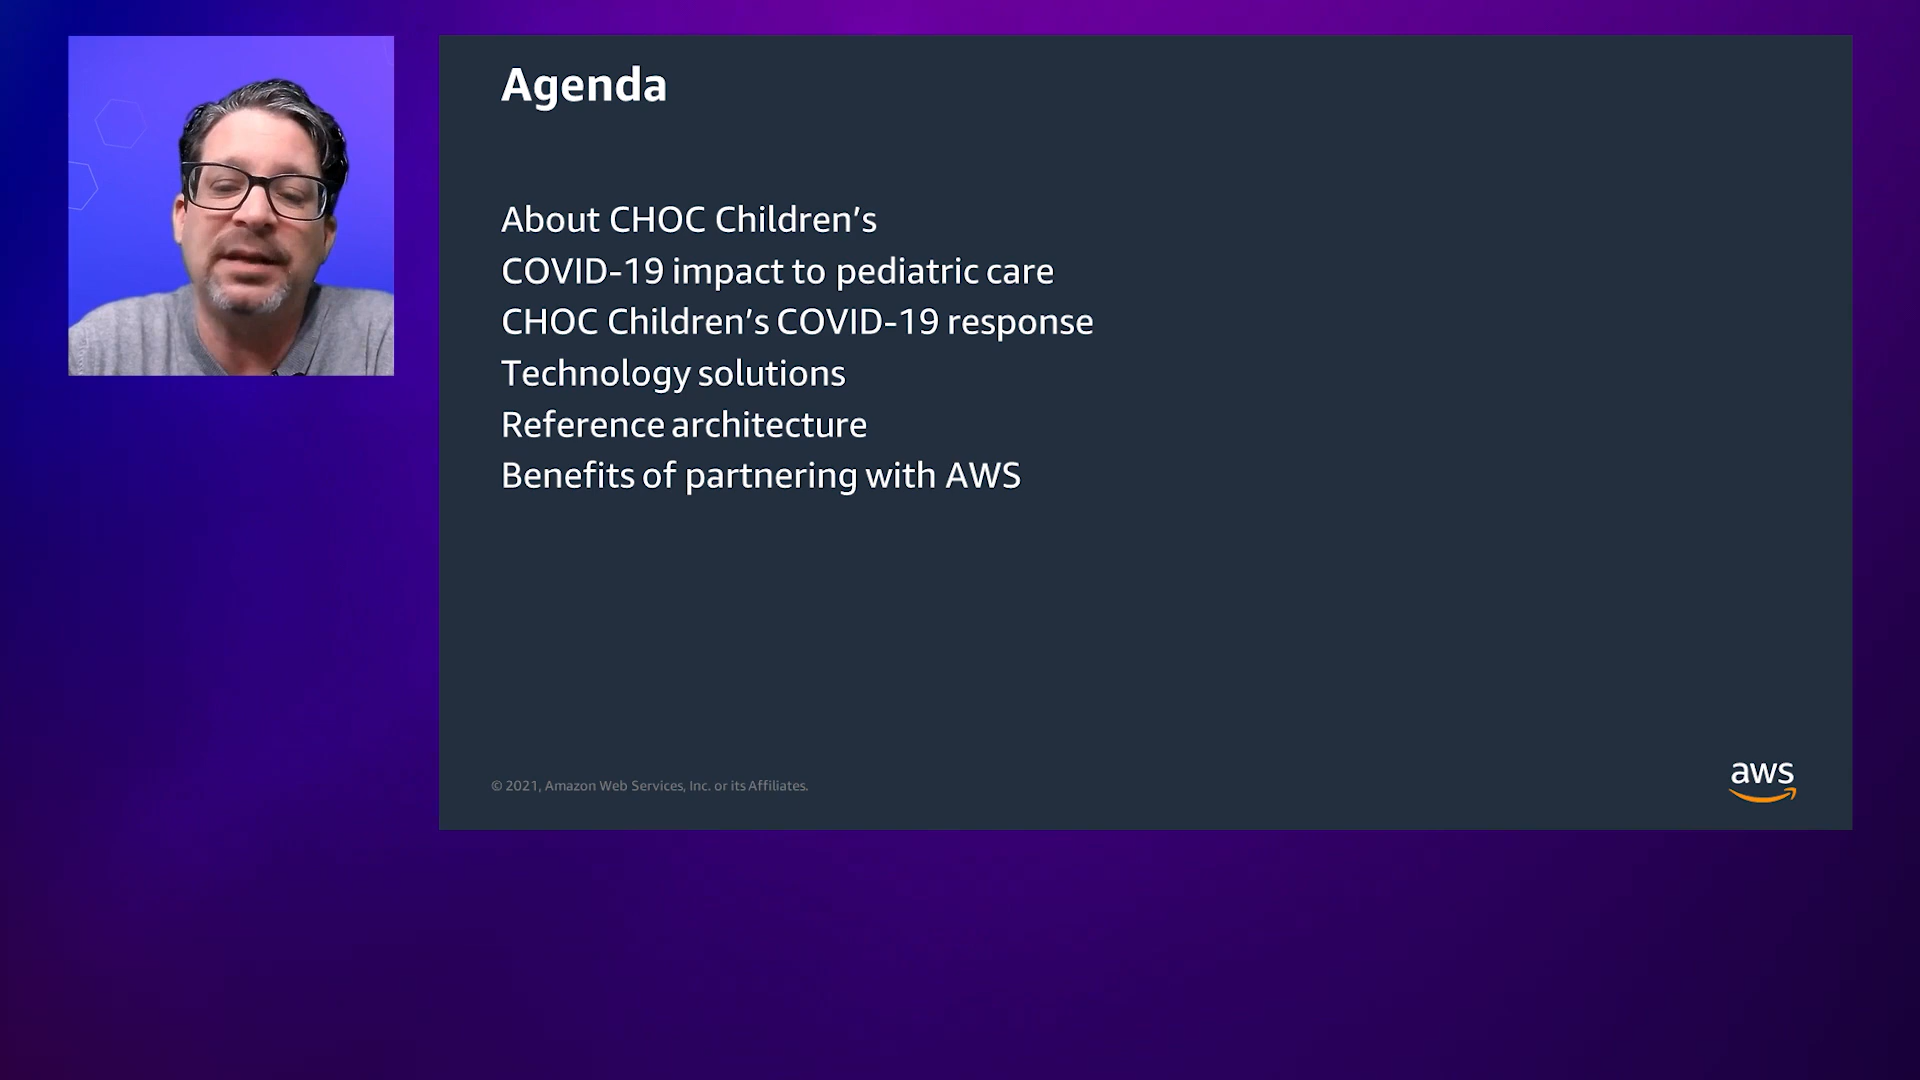 Agenda
About CHOC Children’s
COVID-19 impact to pediatric care
CHOC Children’s COVID-19 response
Technology solutions
Reference architecture
Benefits of partnering with AWS
© 2021, Amazon Web Services, Inc. or its Affiliates.
aws